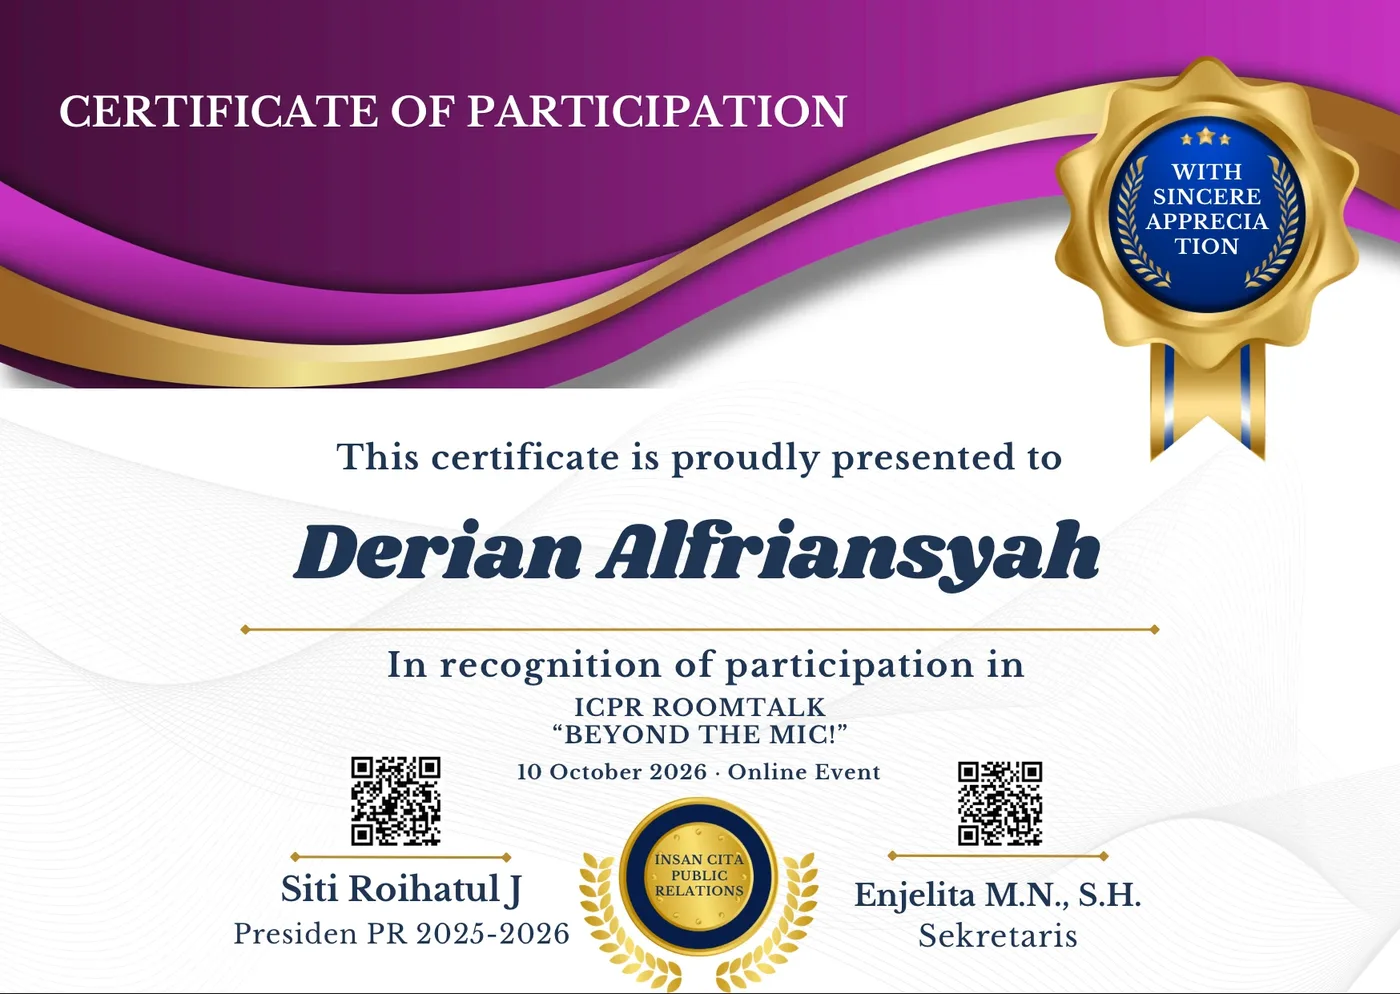 CERTIFICATE OF PARTICIPATION
WITH
SINCERE
APPRECIA
TION
This certificate is proudly presented to
Derian Alfriansyah
In recognition of participation in
ICPR ROOMTALK
“BEYOND THE MIC!”
10 October 2026 · Online Event
INSAN CITA
PUBLIC
RELATIONS
Siti Roihatul J
Presiden PR 2025-2026
Enjelita M.N., S.H.
Sekretaris